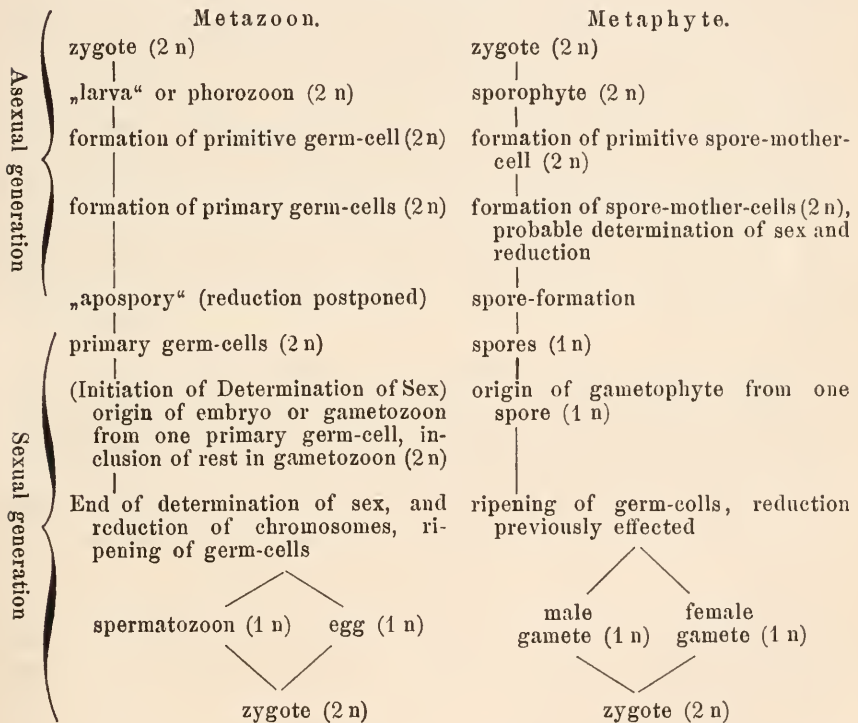 Metazoon.
Metaphyte.
Asexual generation
zygote (2 n)
„larva“ or phorozoon (2 n)
formation of primitive germ-cell (2 n)
formation of primary germ-cells (2 n)
„apospory“ (reduction postponed)
zygote (2 n)
sporophyte (2 n)
formation of primitive spore-mother-
cell (2 n)
formation of spore-mother-cells (2 n),
probable determination of sex and
reduction
spore-formation
Sexual generation
primary germ-cells (2 n)
(Initiation of Determination of Sex)
origin of embryo or gametozoon
from one primary germ-cell, in-
clusion of rest in gametozoon (2 n)
End of determination of sex, and
reduction of chromosomes, ri-
pening of germ-cells
spermatozoon (1 n) egg (1 n)
zygote (2 n)
spores (1 n)
origin of gametophyte from one
spore (1 n)
ripening of germ-colls, reduction
previously effected
male female
gamete (1 n) gamete (1 n)
zygote (2 n)